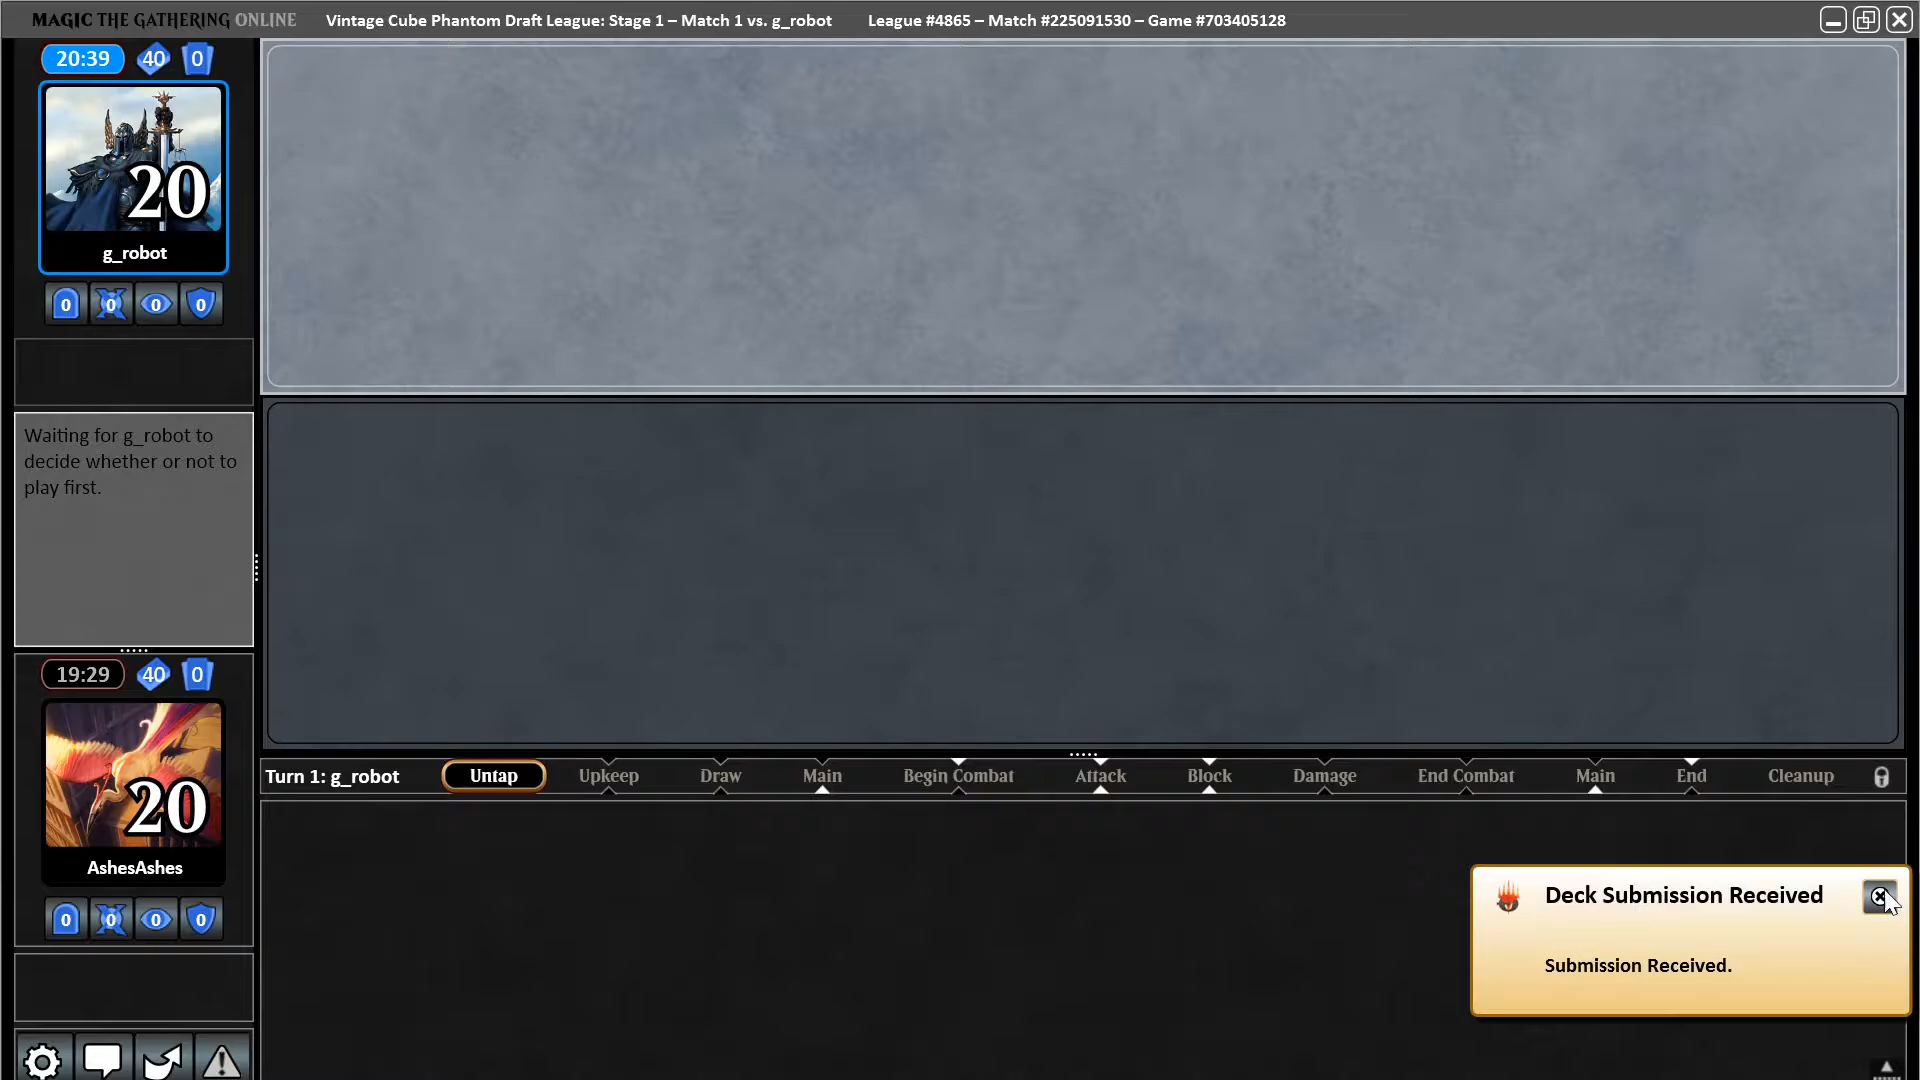 MAGIC THE GATHERING ONLINE
Vintage Cube Phantom Draft League: Stage 1 – Match 1 vs. g_robot
League #4865 – Match #225091530 – Game #703405128
20:39 40 0
20
g_robot
0 0 0 0
Waiting for g_robot to
decide whether or not to
play first.
19:29 40 0
20
AshesAshes
0 0 0 0
Turn 1: g_robot Untap Upkeep Draw Main Begin Combat Attack Block Damage End Combat Main End Cleanup
Deck Submission Received
Submission Received.